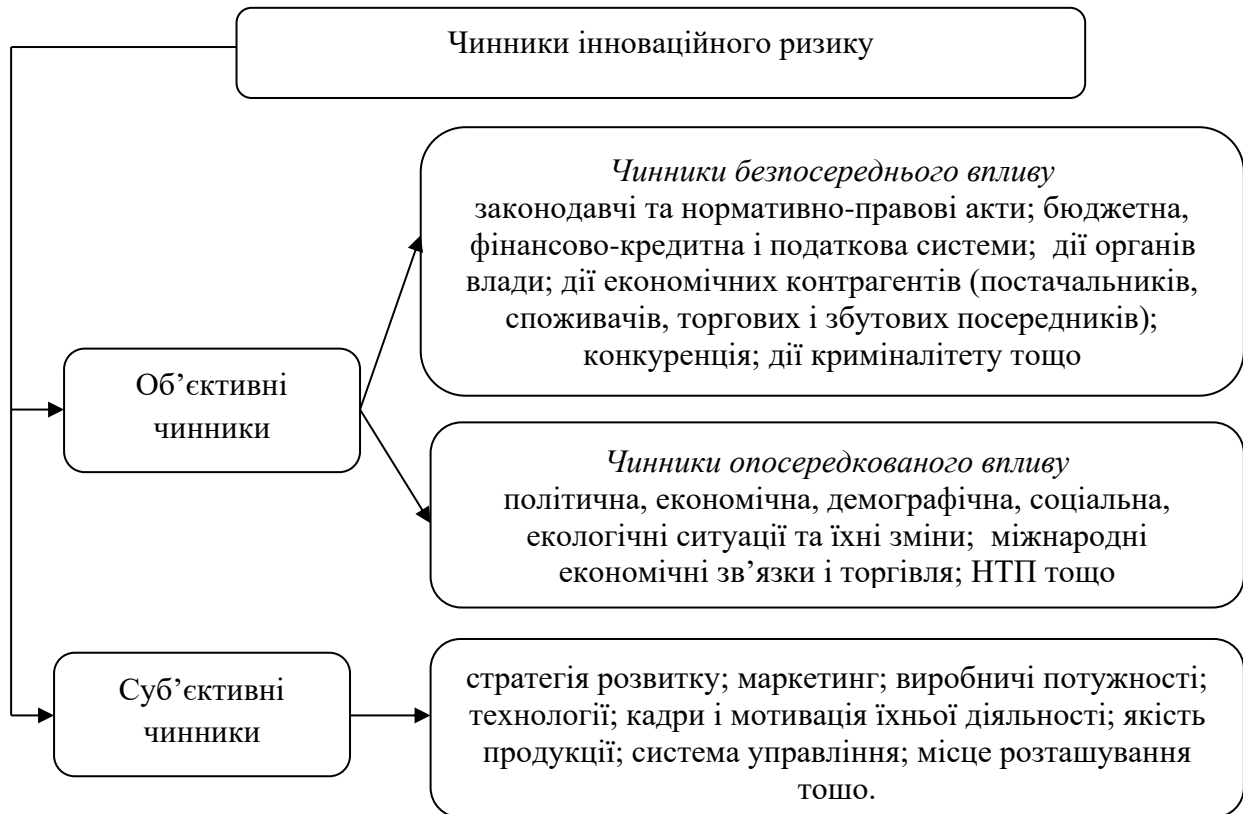 Чинники інноваційного ризику
Чинники безпосереднього впливу
законодавчі та нормативно-правові акти; бюджетна,
фінансово-кредитна і податкова системи; дії органів
влади; дії економічних контрагентів (постачальників,
споживачів, торгових і збутових посередників);
конкуренція; дії криміналітету тощо
Об’єктивні
чинники
Чинники опосередкованого впливу
політична, економічна, демографічна, соціальна,
екологічні ситуації та їхні зміни; міжнародні
економічні зв’язки і торгівля; НТП тощо
Суб’єктивні
чинники
стратегія розвитку; маркетинг; виробничі потужності;
технології; кадри і мотивація їхньої діяльності; якість
продукції; система управління; місце розташування
тошо.